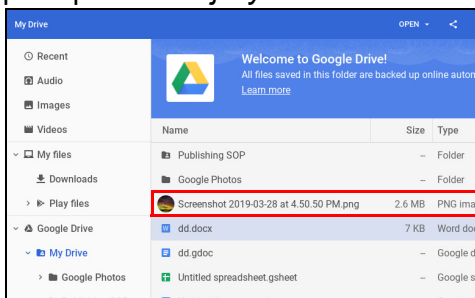 My Drive OPEN
Recent
Audio
Images
Videos
My files
Downloads
Play files
Google Drive
My Drive
Google Photos
Welcome to Google Drive!
All files saved in this folder are backed up online
Learn more
Name Size Type
Publishing SOP -- Folder
Google Photos -- Folder
Screenshot 2019-03-28 at 4.50.50 PM.png 2.6 MB PNG
dd.docx 7 KB Word
dd.gdoc -- Google
Untitled spreadsheet.gsheet -- Google